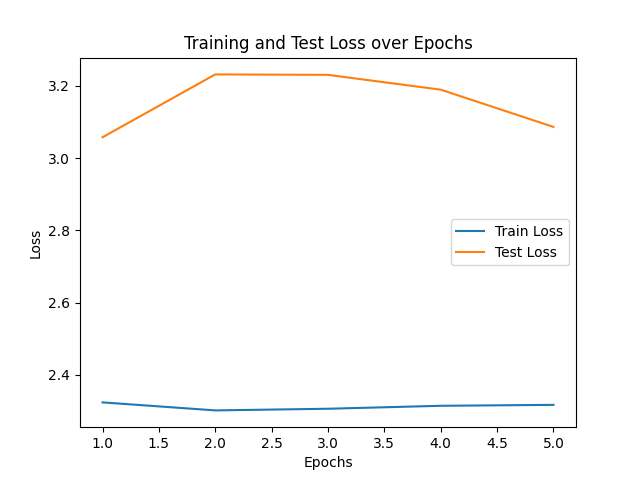 Training and Test Loss over Epochs
3.2
3.0
2.8
2.6
2.4
Loss
Train Loss
Test Loss
1.0 1.5 2.0 2.5 3.0 3.5 4.0 4.5 5.0
Epochs